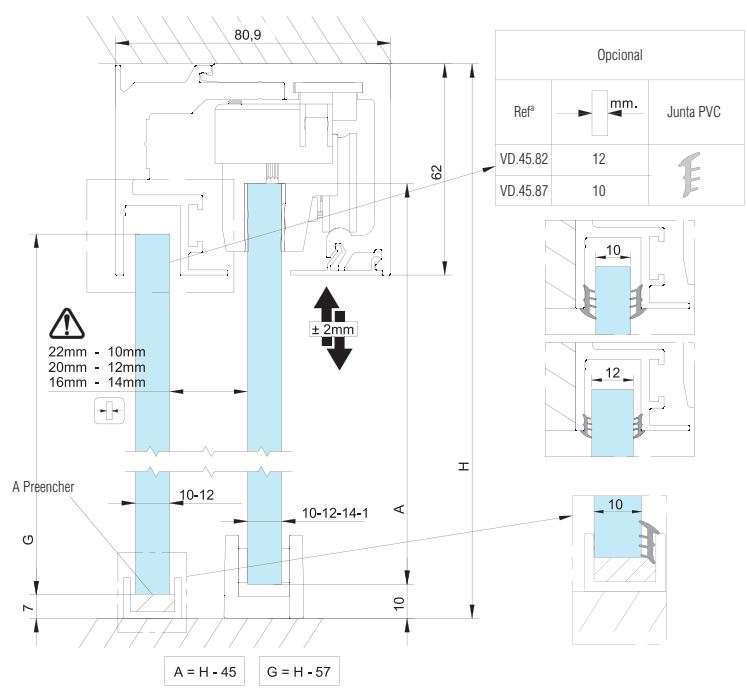 80,9
Opcional
Refª
mm.
Junta PVC
VD.45.82
12
VD.45.87
10
62
10
± 2mm
22mm - 10mm
20mm - 12mm
16mm - 14mm
12
H
A Preencher
10-12
10-12-14-1
A
G
10
7
10
A = H - 45
G = H - 57